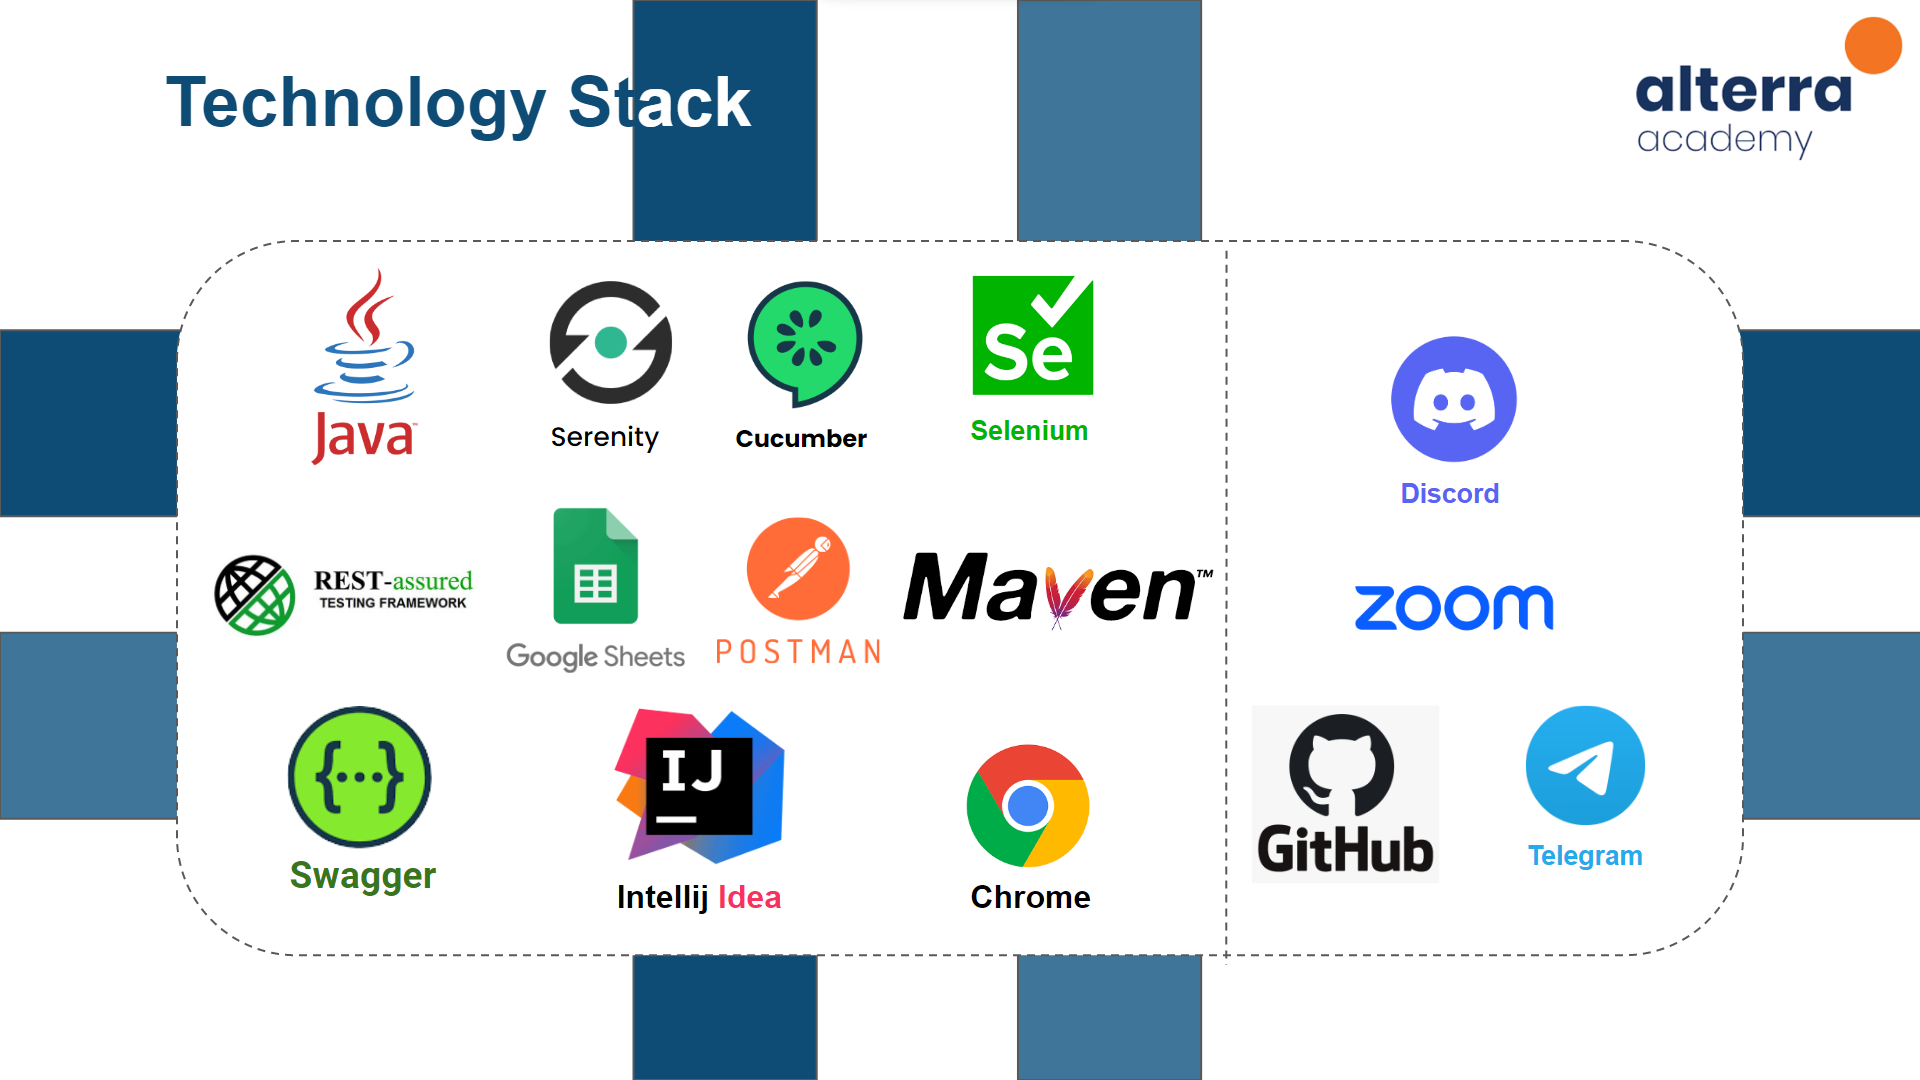 Technology Stack
alterra
academy
Java™
Serenity
Cucumber
Se
Selenium
Discord
REST-assured
TESTING FRAMEWORK
Google Sheets
POSTMAN
Maven™
zoom
{...}
Swagger
IJ
Intellij Idea
Chrome
GitHub
Telegram